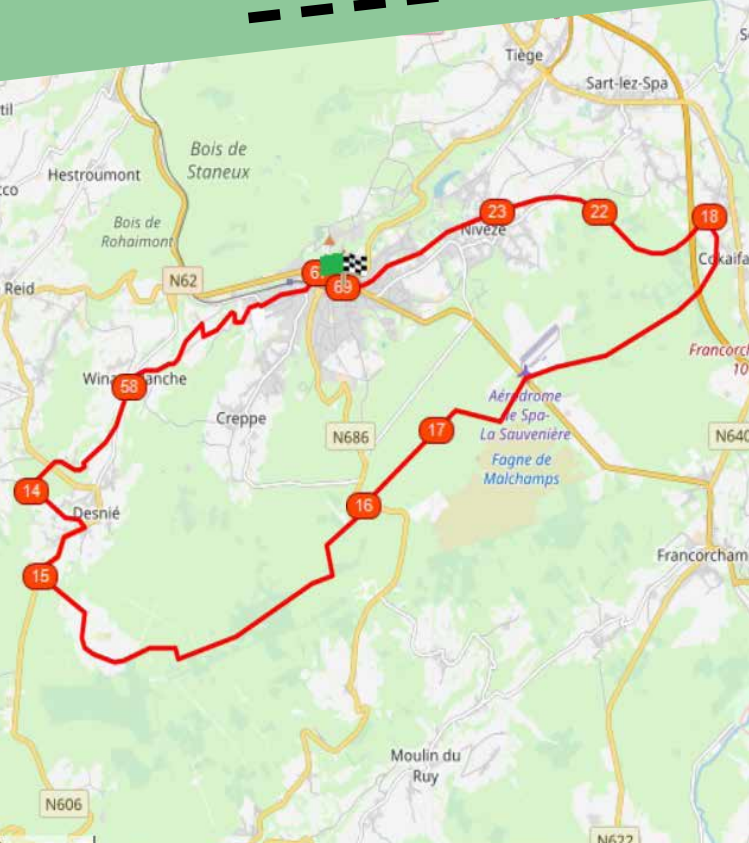 Tiège
Sart-lez-Spa
til
Bois de
Staneux
Hestroumont
Bois de
Rohaimont
23
22
18
Nivezé
N62
69
Reid
58
Creppe
Aérodrome
de Spa-
La Sauvenière
17
N686
N640
Fagne de
Malchamps
14
16
Desnié
15
Francorcham
Moulin du
Ruy
N606
N622